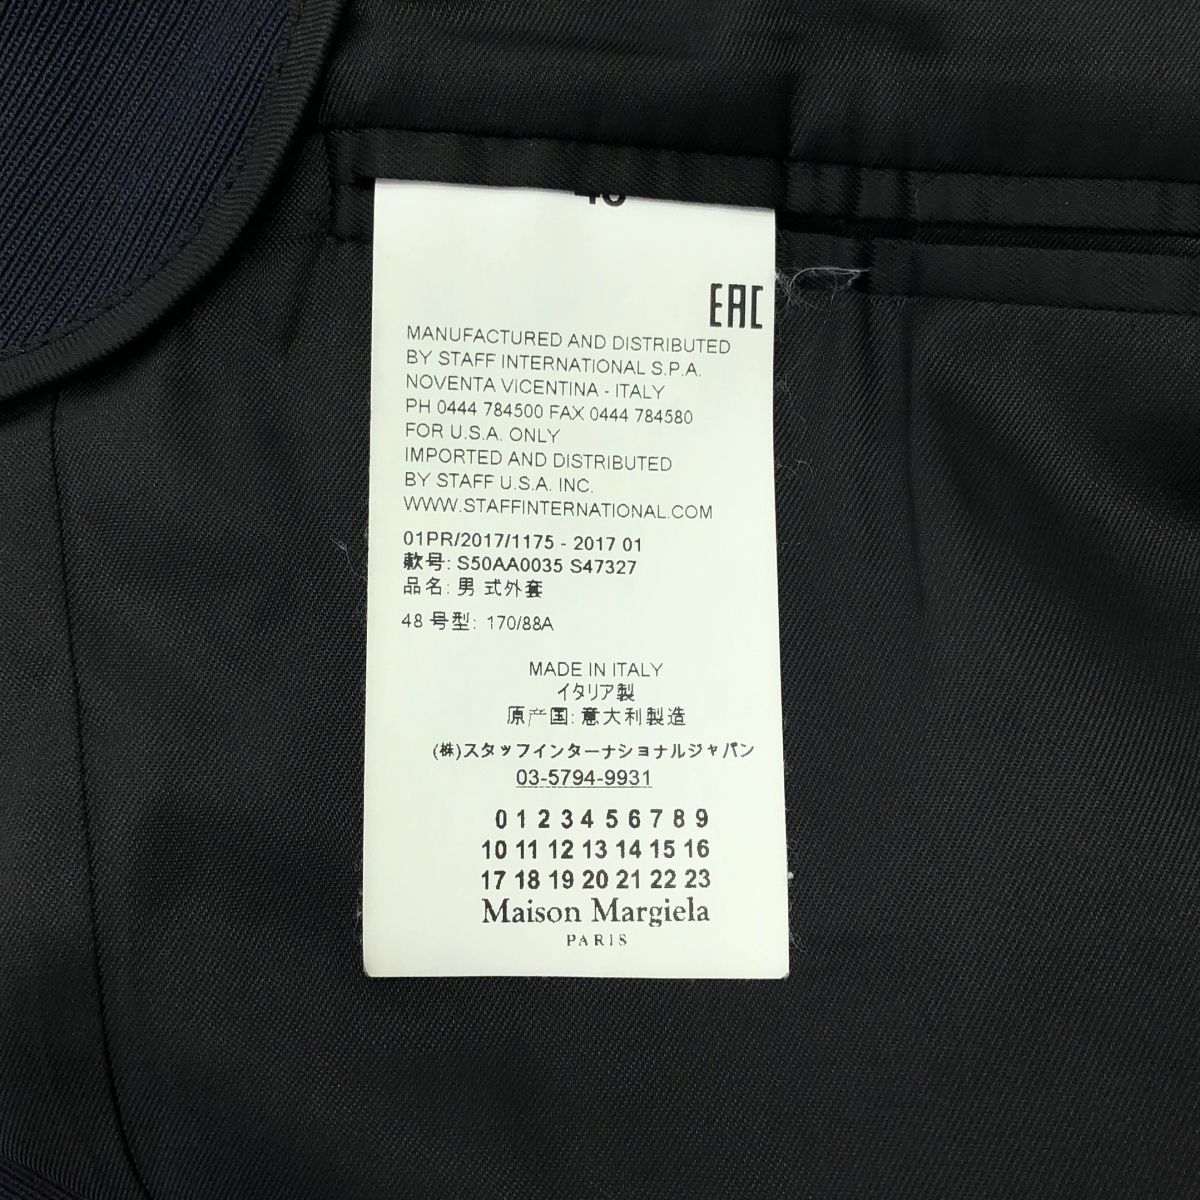 EAC
MANUFACTURED AND DISTRIBUTED
BY STAFF INTERNATIONAL S.P.A.
NOVENTA VICENTINA - ITALY
PH 0444 784500 FAX 0444 784580
FOR U.S.A. ONLY
IMPORTED AND DISTRIBUTED
BY STAFF U.S.A. INC.
WWW.STAFFINTERNATIONAL.COM
01PR/2017/1175 - 2017 01
款号: S50AA0035 S47327
品名: 男 式外套
48 号型: 170/88A
MADE IN ITALY
イタリア製
原产国: 意大利製造
(株)スタッフインターナショナルジャパン
03-5794-9931
0 1 2 3 4 5 6 7 8 9
10 11 12 13 14 15 16
17 18 19 20 21 22 23
Maison Margiela
PARIS